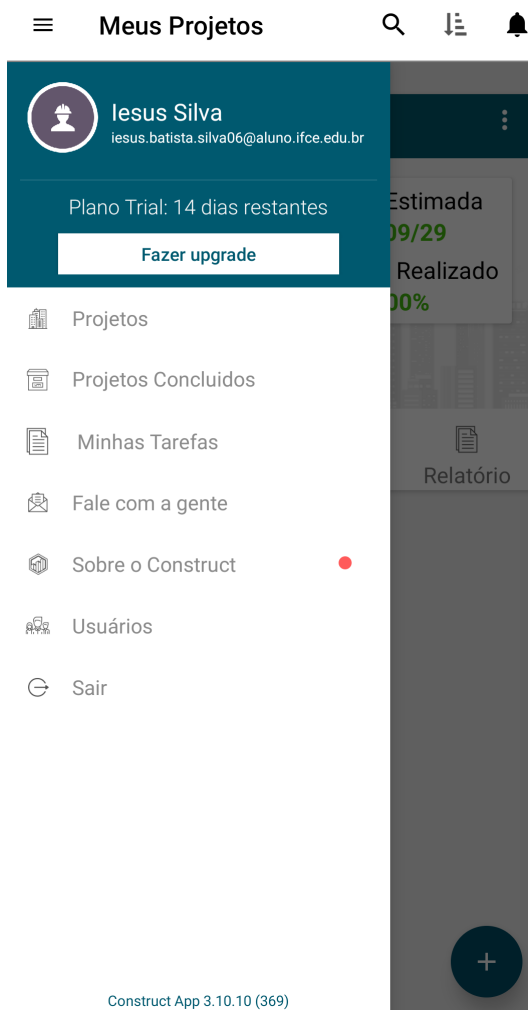 Meus Projetos
Iesus Silva
iesus.batista.silva06@aluno.ifce.edu.br
Plano Trial: 14 dias restantes
Fazer upgrade
Estimada
09/29
Realizado
00%
Projetos
Projetos Concluidos
Minhas Tarefas
Relatório
Fale com a gente
Sobre o Construct
Usuários
Sair
Construct App 3.10.10 (369)